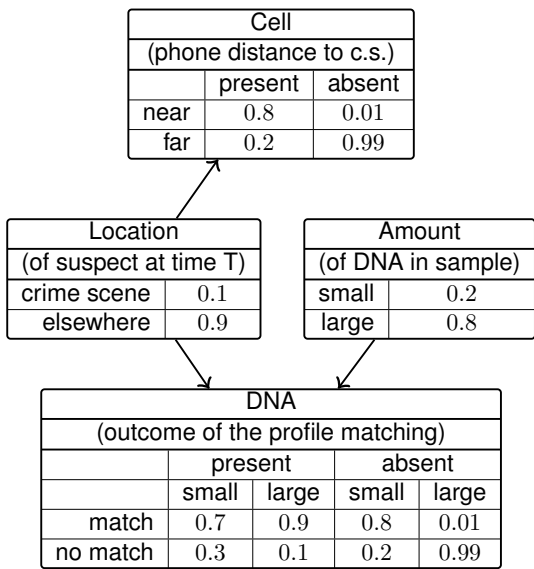 Cell
(phone distance to c.s.)
present absent
near 0.8 0.01
far 0.2 0.99
Location
(of suspect at time T)
crime scene 0.1
elsewhere 0.9
Amount
(of DNA in sample)
small 0.2
large 0.8
DNA
(outcome of the profile matching)
present absent
small large small large
match 0.7 0.9 0.8 0.01
no match 0.3 0.1 0.2 0.99